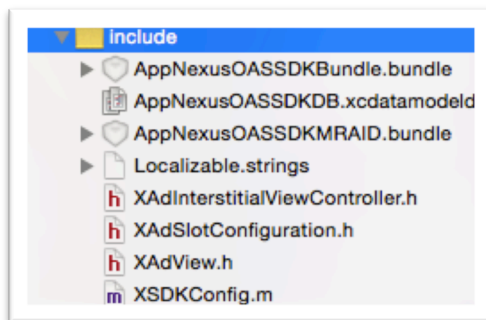 include
AppNexusOASSDKBundle.bundle
AppNexusOASSDKDB.xcdatamodeld
AppNexusOASSDKMRAID.bundle
Localizable.strings
h XAdInterstitialViewController.h
h XAdSlotConfiguration.h
h XAdView.h
m XSDKConfig.m